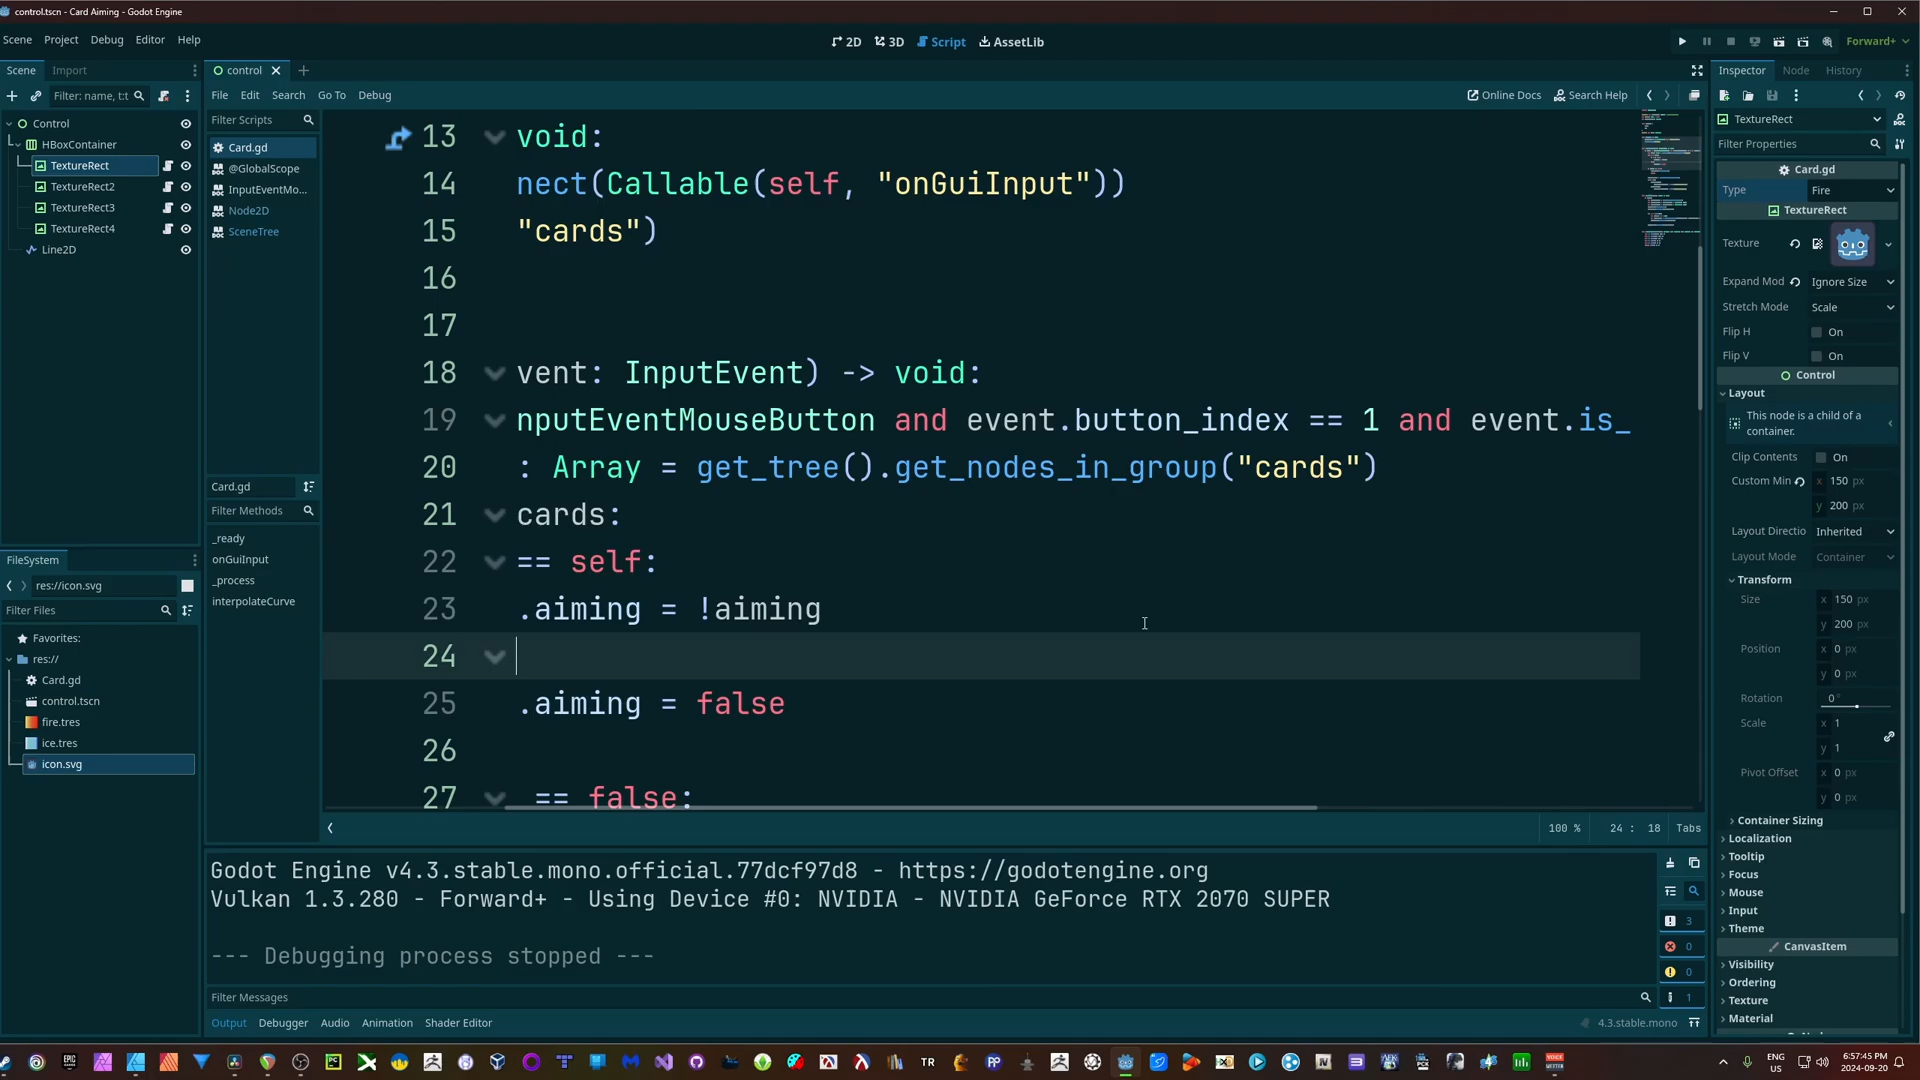 control.tscn - Card Aiming - Godot Engine
Scene Project Debug Editor Help
2D 3D Script AssetLib
Forward+
Scene Import
Filter: name, t:t
Control
HBoxContainer
TextureRect
TextureRect2
TextureRect3
TextureRect4
Line2D
FileSystem
res://icon.svg
Filter Files
Favorites:
res://
Card.gd
control.tscn
fire.tres
ice.tres
icon.svg
control
File Edit Search Go To Debug
Online Docs Search Help
Filter Scripts
Card.gd
@GlobalScope
InputEventMo...
Node2D
SceneTree
Card.gd
Filter Methods
_ready
onGuiInput
_process
interpolateCurve
13 void:
14 nect(Callable(self, "onGuiInput"))
15 "cards")
16
17
18 vent: InputEvent) -> void:
19 nputEventMouseButton and event.button_index == 1 and event.is_
20 : Array = get_tree().get_nodes_in_group("cards")
21 cards:
22 == self:
23 .aiming = !aiming
24
25 .aiming = false
26
27 == false:
100 % 24 : 18 Tabs
Godot Engine v4.3.stable.mono.official.77dcf97d8 - https://godotengine.org
Vulkan 1.3.280 - Forward+ - Using Device #0: NVIDIA - NVIDIA GeForce RTX 2070 SUPER
--- Debugging process stopped ---
Filter Messages
3
0
0
1
Output Debugger Audio Animation Shader Editor
4.3.stable.mono
Inspector Node History
TextureRect
Filter Properties
Card.gd
Type Fire
TextureRect
Texture
Expand Mod Ignore Size
Stretch Mode Scale
Flip H On
Flip V On
Control
Layout
This node is a child of a
container.
Clip Contents On
Custom Min x 150 px
y 200 px
Layout Directio Inherited
Layout Mode Container
Transform
Size x 150 px
y 200 px
Position x 0 px
y 0 px
Rotation 0 °
Scale x 1
y 1
Pivot Offset x 0 px
y 0 px
Container Sizing
Localization
Tooltip
Focus
Mouse
Input
Theme
CanvasItem
Visibility
Ordering
Texture
Material
ENG
US
6:57:45 PM
2024-09-20